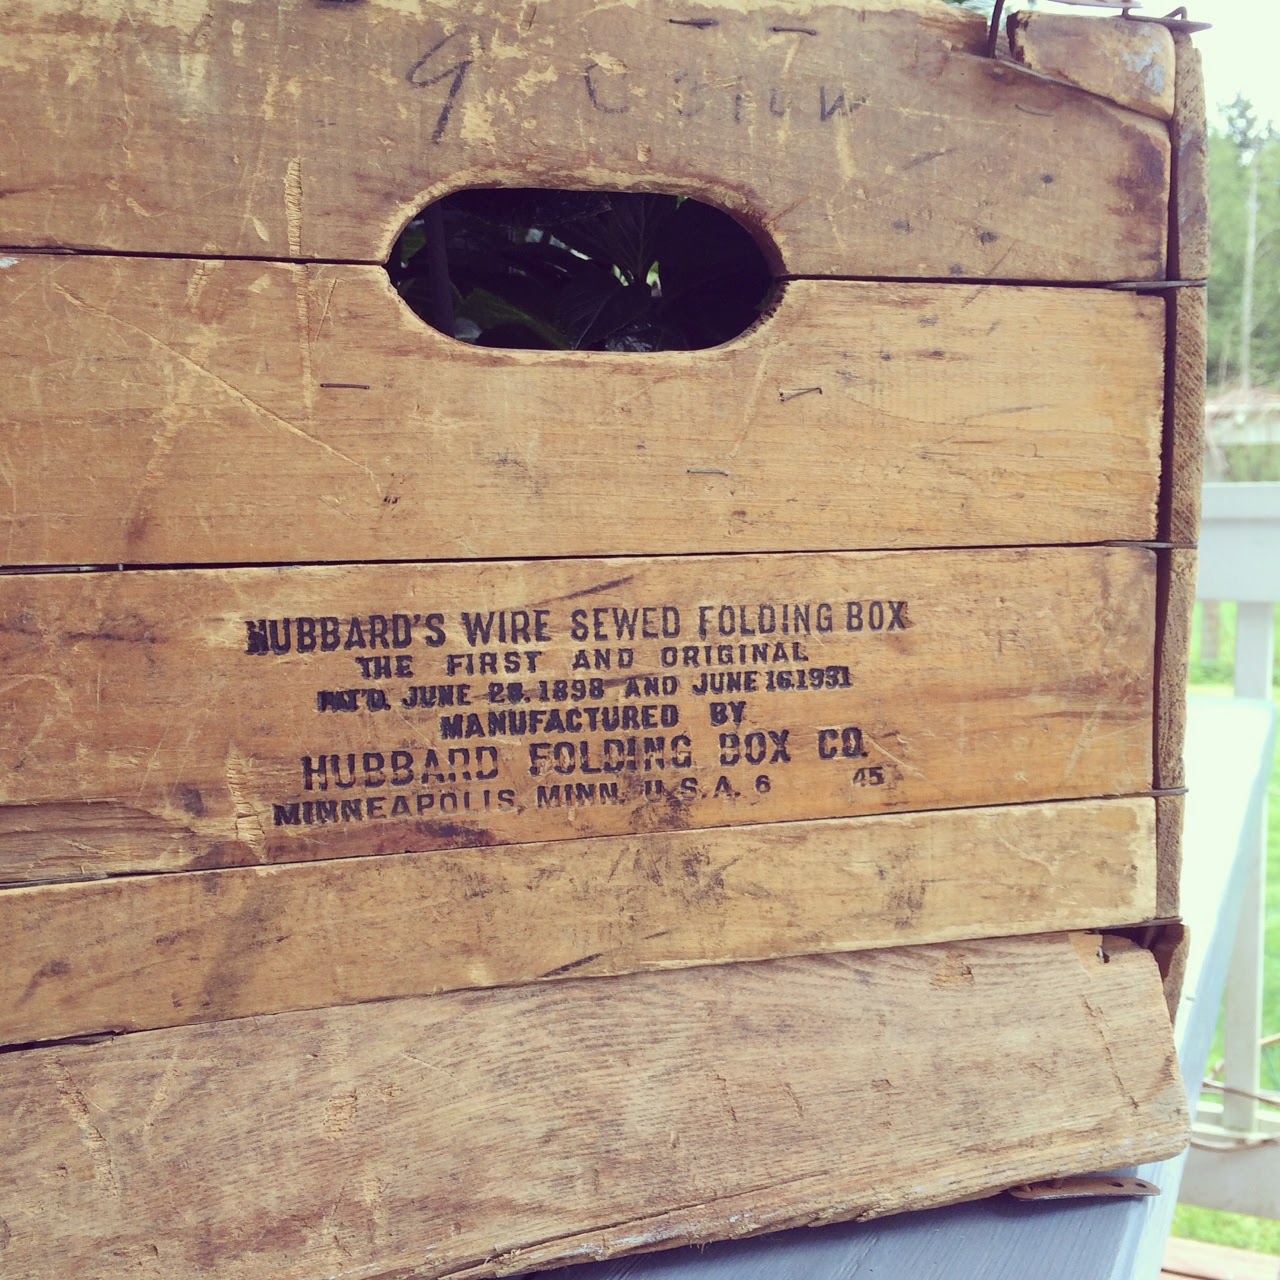 9
HUBBARD'S WIRE SEWED FOLDING BOX
THE FIRST AND ORIGINAL
PAT'D. JUNE 28. 1898 AND JUNE 16.1931
MANUFACTURED BY
HUBBARD FOLDING BOX CO.
MINNEAPOLIS, MINN. U.S.A. 6 45